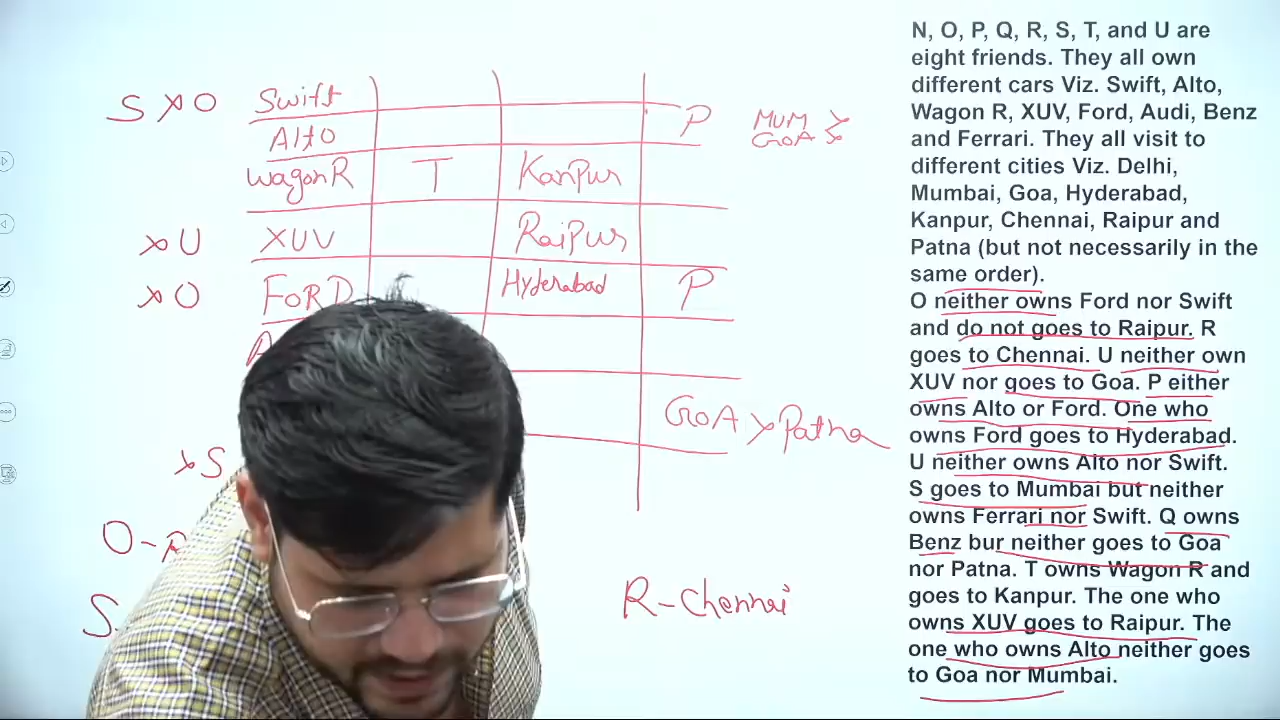 N, O, P, Q, R, S, T, and U are
eight friends. They all own
different cars Viz. Swift, Alto,
Wagon R, XUV, Ford, Audi, Benz
and Ferrari. They all visit to
different cities Viz. Delhi,
Mumbai, Goa, Hyderabad,
Kanpur, Chennai, Raipur and
Patna (but not necessarily in the
same order).
O neither owns Ford nor Swift
and do not goes to Raipur. R
goes to Chennai. U neither own
XUV nor goes to Goa. P either
owns Alto or Ford. One who
owns Ford goes to Hyderabad.
U neither owns Alto nor Swift.
S goes to Mumbai but neither
owns Ferrari nor Swift. Q owns
Benz bur neither goes to Goa
nor Patna. T owns Wagon R and
goes to Kanpur. The one who
owns XUV goes to Raipur. The
one who owns Alto neither goes
to Goa nor Mumbai.
S x O Swift
Alto P MUM x
GOA x
WagonR T Kanpur
x U XUV Raipur
x O FORD Hyderabad P
GOA x Patna
x S
O-
S
R-Chennai